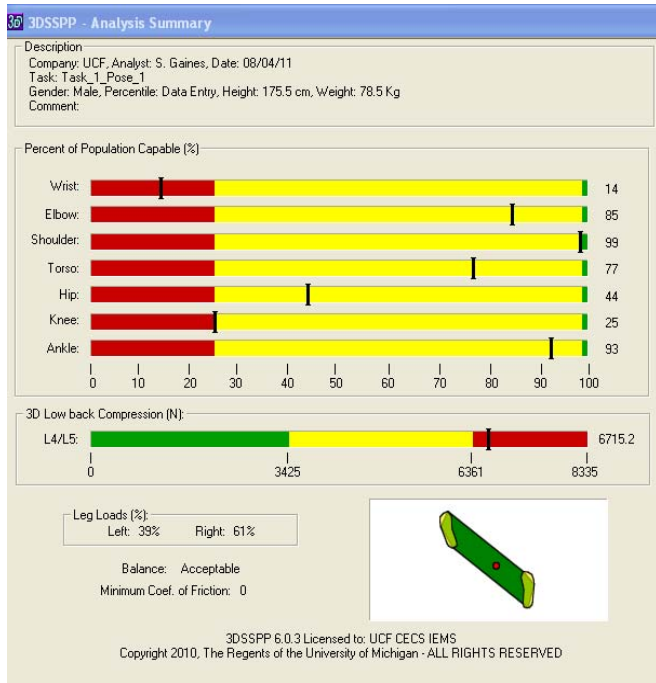 3D 3DSSPP - Analysis Summary
Description
Company: UCF, Analyst: S. Gaines, Date: 08/04/11
Task: Task_1_Pose_1
Gender: Male, Percentile: Data Entry, Height: 175.5 cm, Weight: 78.5 Kg
Comment:
Percent of Population Capable (%)
Wrist: 14
Elbow: 85
Shoulder: 99
Torso: 77
Hip: 44
Knee: 25
Ankle: 93
0 10 20 30 40 50 60 70 80 90 100
3D Low back Compression (N):
L4/L5: 6715.2
0 3425 6361 8335
Leg Loads (%):
Left: 39% Right: 61%
Balance: Acceptable
Minimum Coef. of Friction: 0
3DSSPP 6.0.3 Licensed to: UCF CECS IEMS
Copyright 2010, The Regents of the University of Michigan - ALL RIGHTS RESERVED